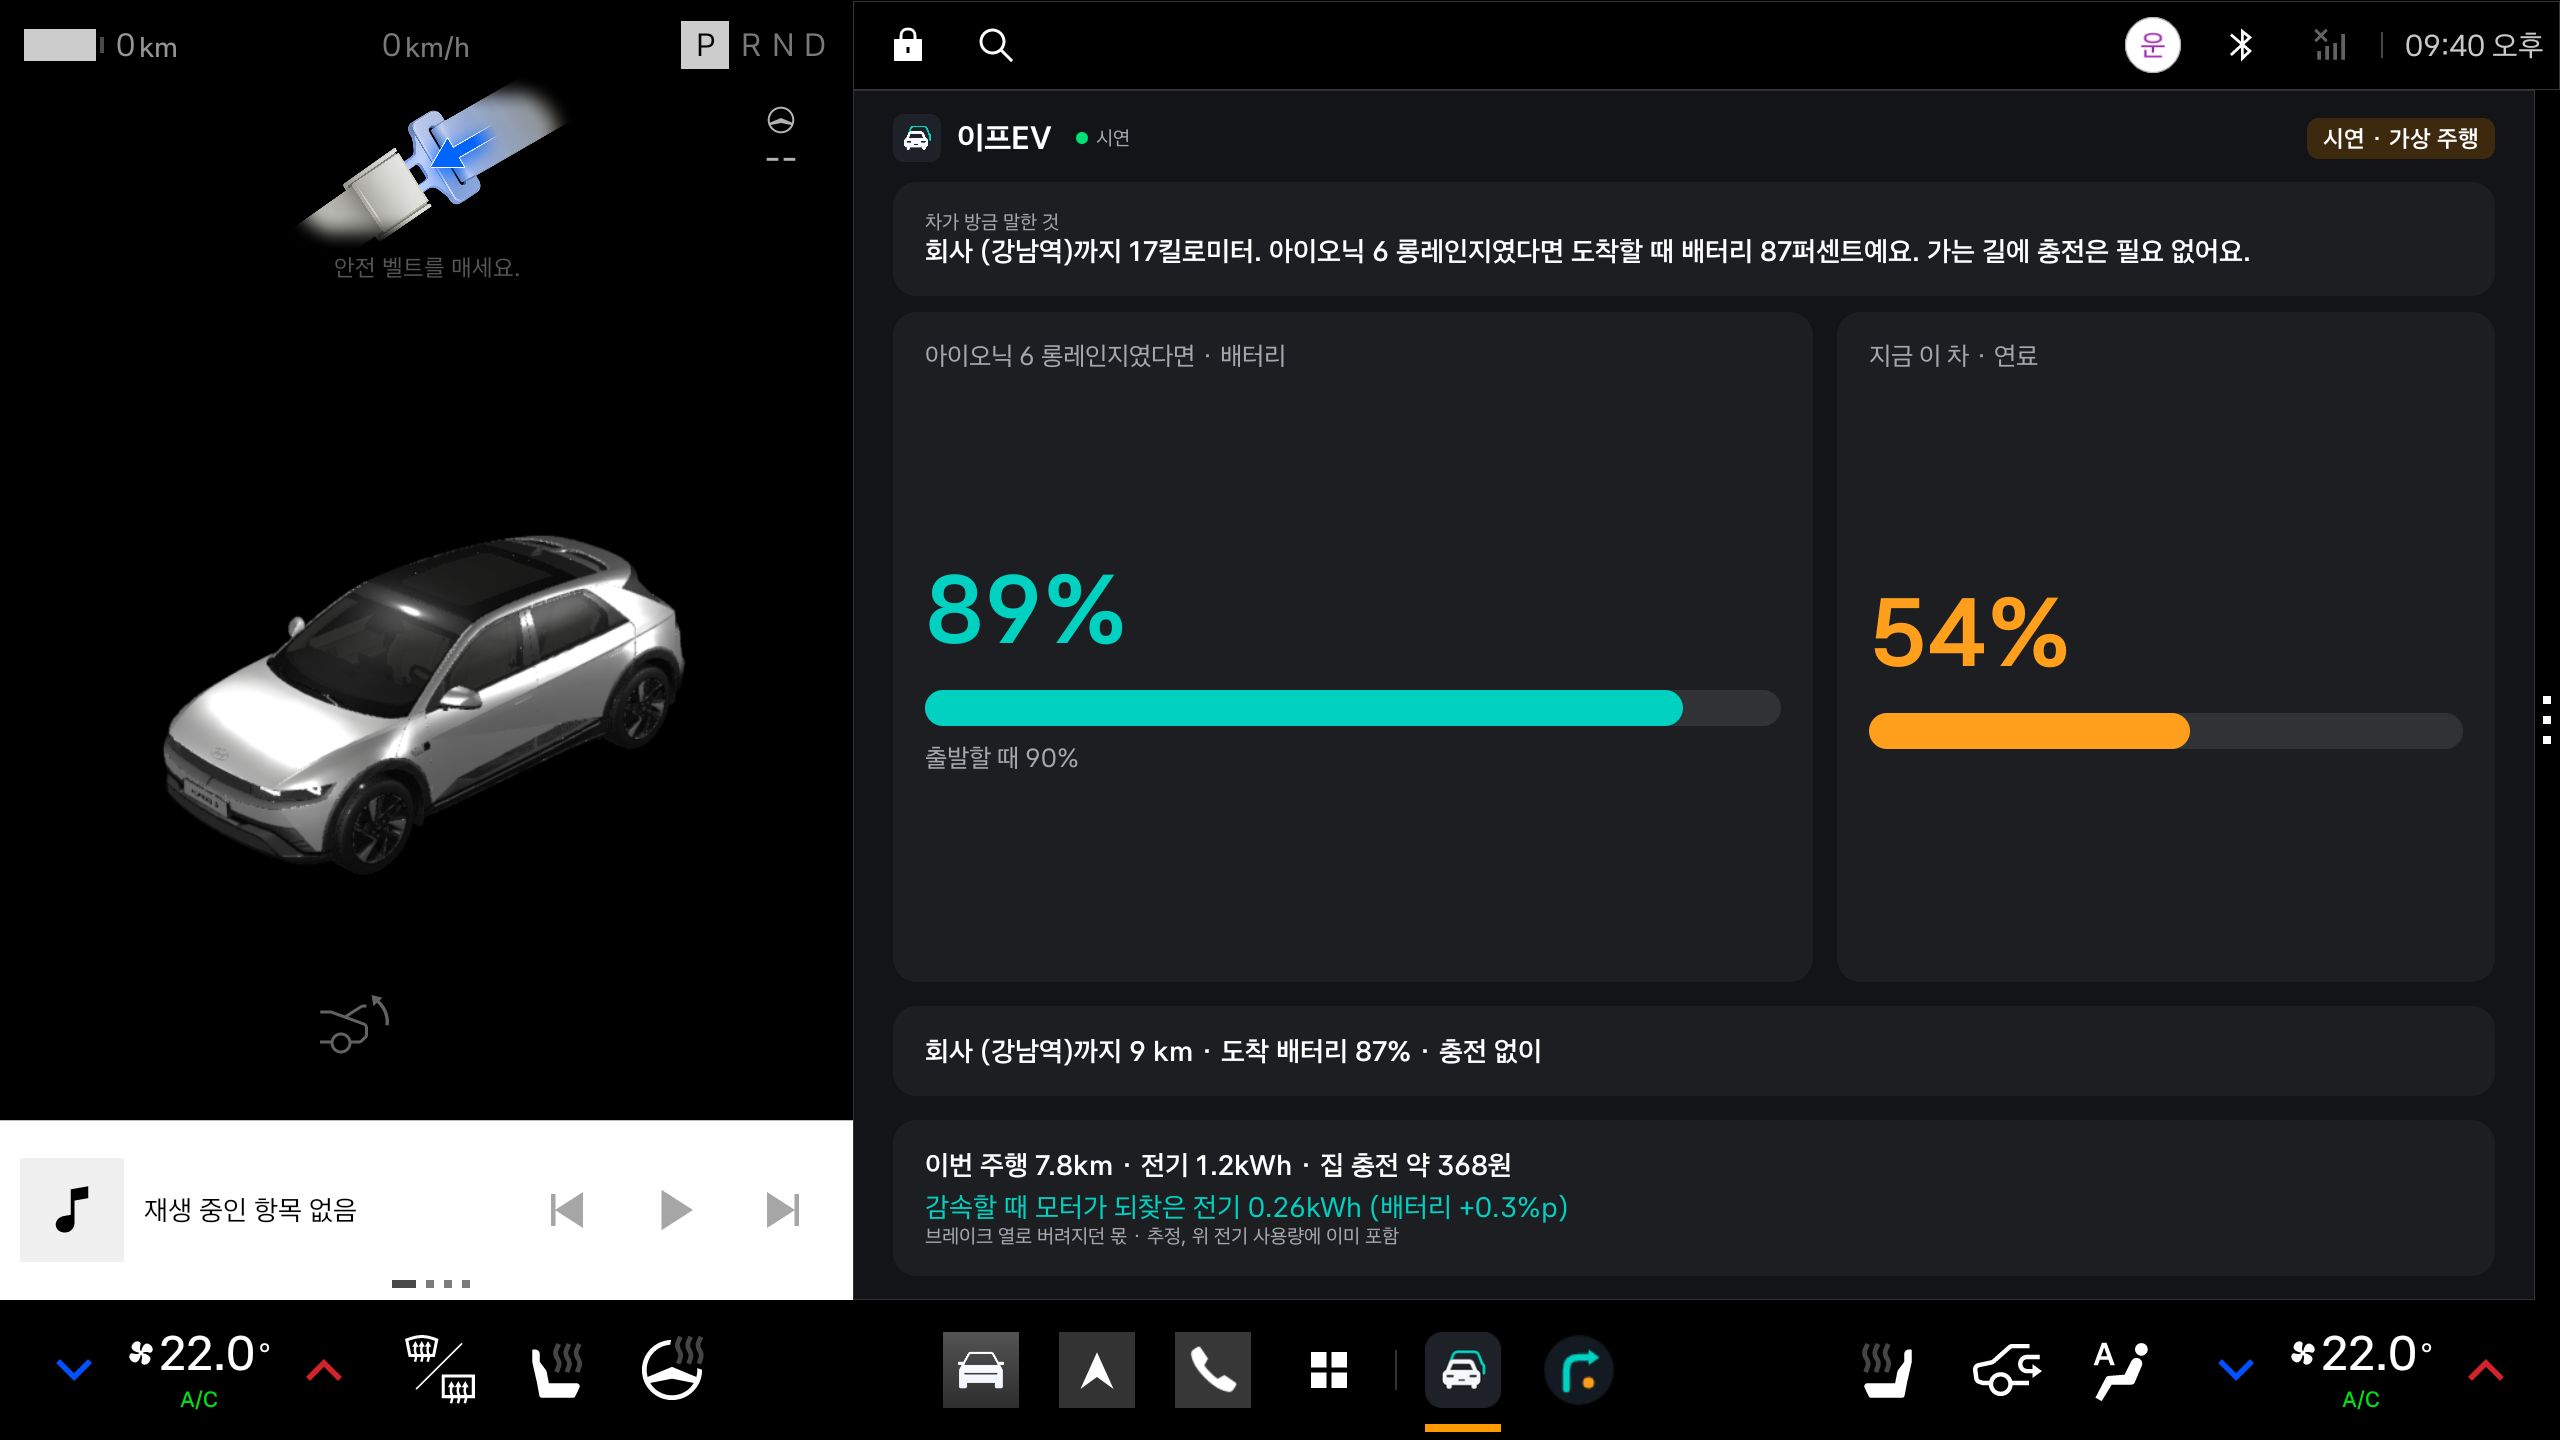 0 km
0 km/h
P R N D
운
09:40 오후
안전 벨트를 매세요.
--
이프EV
시연
시연 · 가상 주행
차가 방금 말한 것
회사 (강남역)까지 17킬로미터. 아이오닉 6 롱레인지였다면 도착할 때 배터리 87퍼센트예요. 가는 길에 충전은 필요 없어요.
아이오닉 6 롱레인지였다면 · 배터리
89%
출발할 때 90%
지금 이 차 · 연료
54%
회사 (강남역)까지 9 km · 도착 배터리 87% · 충전 없이
이번 주행 7.8km · 전기 1.2kWh · 집 충전 약 368원
감속할 때 모터가 되찾은 전기 0.26kWh (배터리 +0.3%p)
브레이크 열로 버려지던 몫 · 추정, 위 전기 사용량에 이미 포함
재생 중인 항목 없음
22.0°
A/C
A
22.0°
A/C